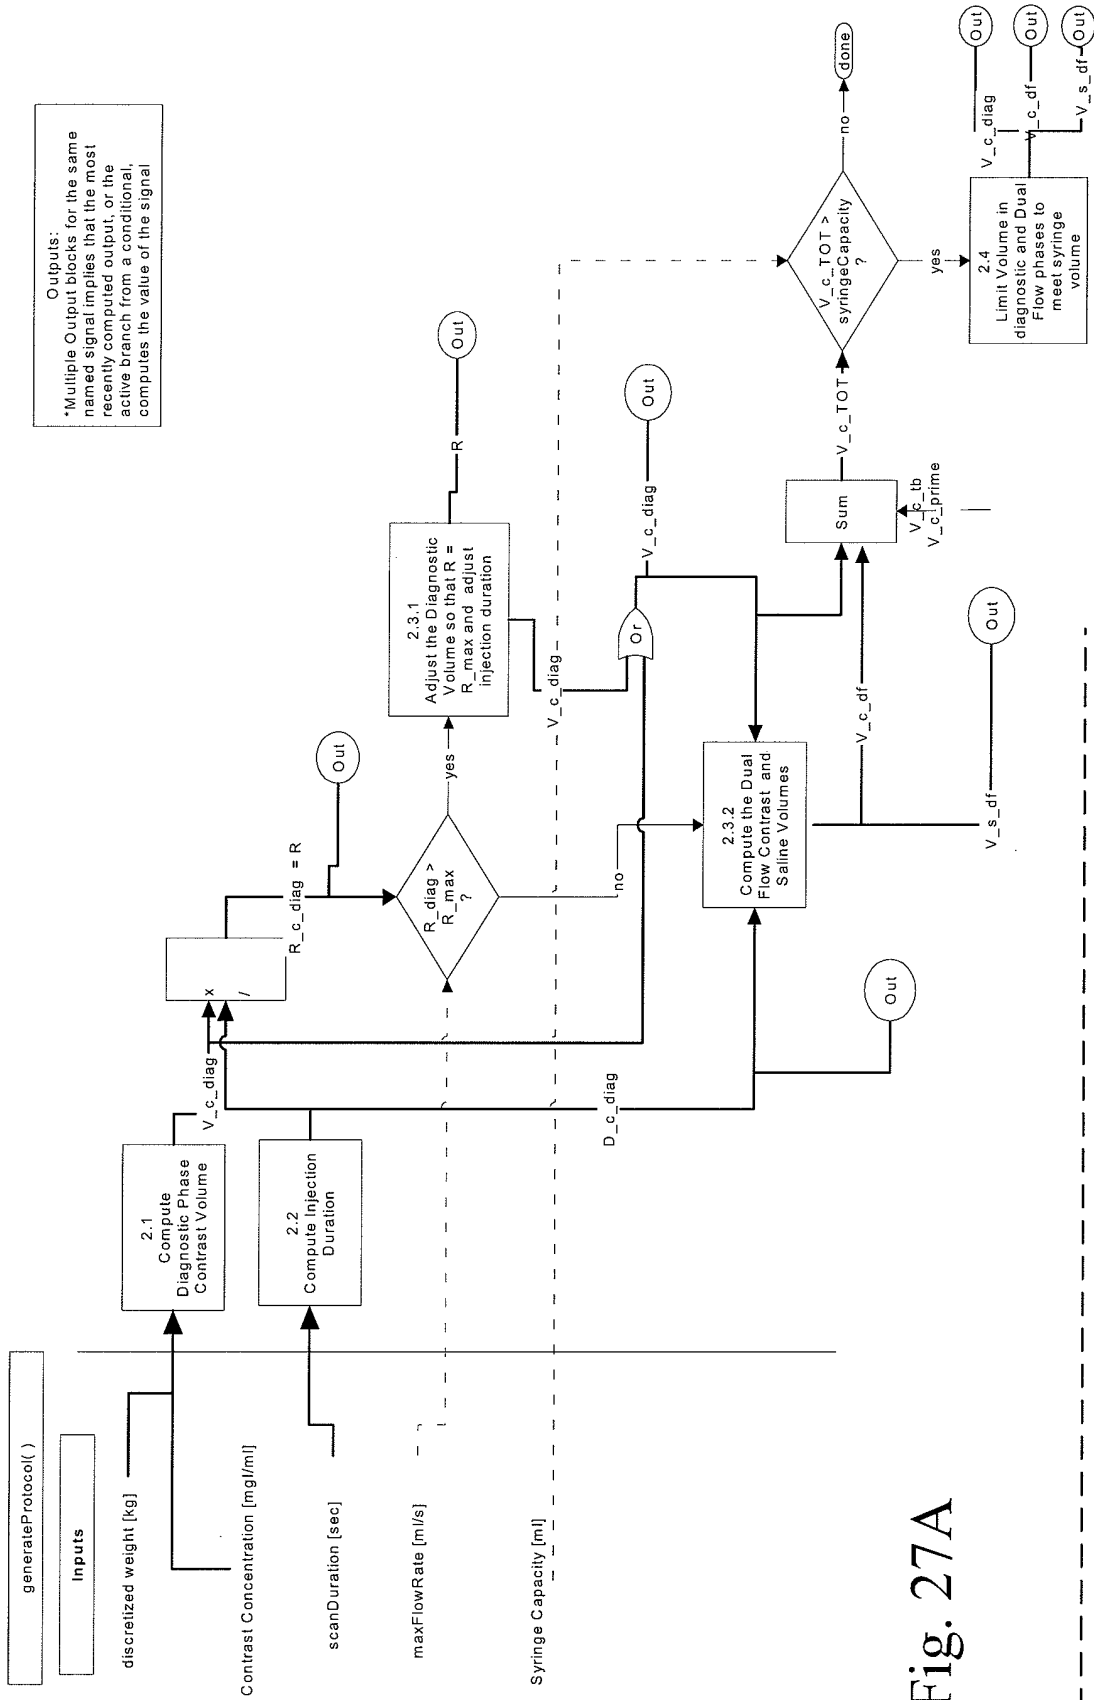 generateProtocol( )
Inputs
discretized weight [kg]
Contrast Concentration [mgI/ml]
scanDuration [sec]
maxFlowRate [ml/s]
Syringe Capacity [ml]
2.1
Compute
Diagnostic Phase
Contrast Volume
2.2
Compute Injection
Duration
V_c_diag
D_c_diag
x
/
R_c_diag = R
Out
Out
R_diag >
R_max
?
yes
no
2.3.1
Adjust the Diagnostic
Volume so that R =
R_max and adjust
injection duration
R
Out
V_c_diag
Or
V_c_diag
Out
2.3.2
Compute the Dual
Flow Contrast and
Saline Volumes
V_c_df
V_s_df
Out
Sum
V_c_tb
V_c_prime
V_c_TOT
V_c_TOT >
syringeCapacity
?
no
done
yes
2.4
Limit Volume in
diagnostic and Dual
Flow phases to
meet syringe
volume
V_c_diag
Out
V_c_df
Out
V_s_df
Out
Outputs:
*Multiple Output blocks for the same
named signal implies that the most
recently computed output, or the
active branch from a conditional,
computes the value of the signal
Fig. 27A